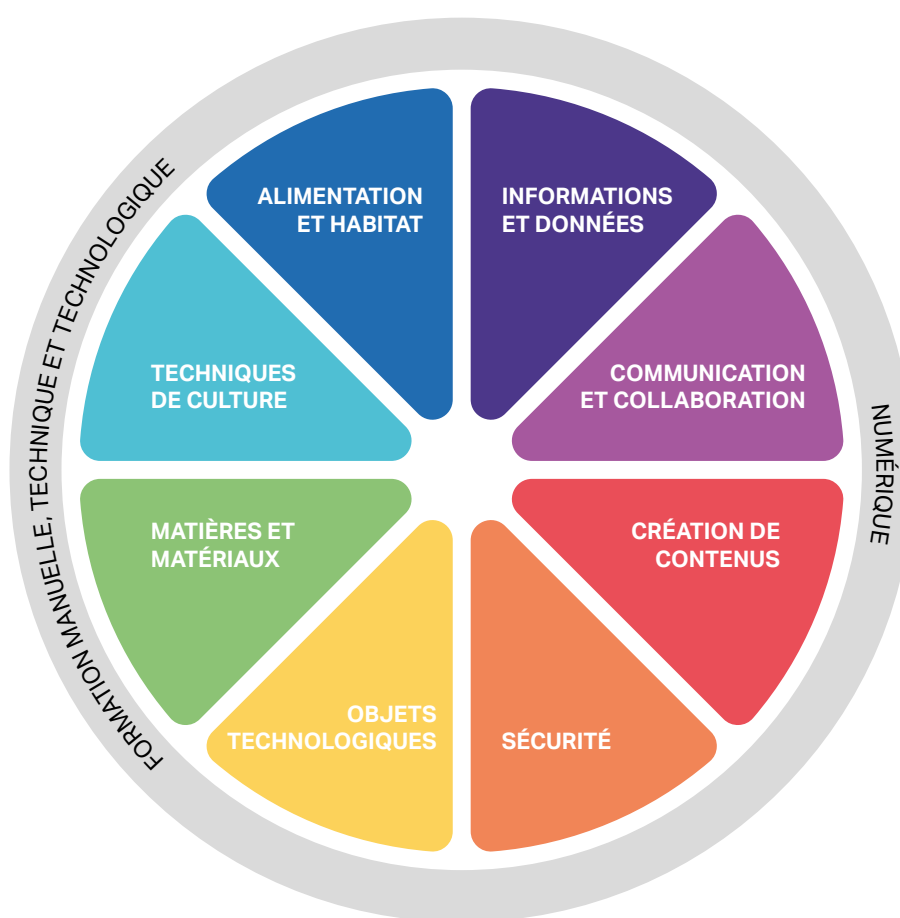 ALIMENTATION
ET HABITAT
INFORMATIONS
ET DONNÉES
TECHNIQUES
DE CULTURE
COMMUNICATION
ET COLLABORATION
MATIÈRES ET
MATÉRIAUX
CRÉATION DE
CONTENUS
OBJETS
TECHNOLOGIQUES
SÉCURITÉ
FORMATION MANUELLE, TECHNIQUE ET TECHNOLOGIQUE
NUMÉRIQUE